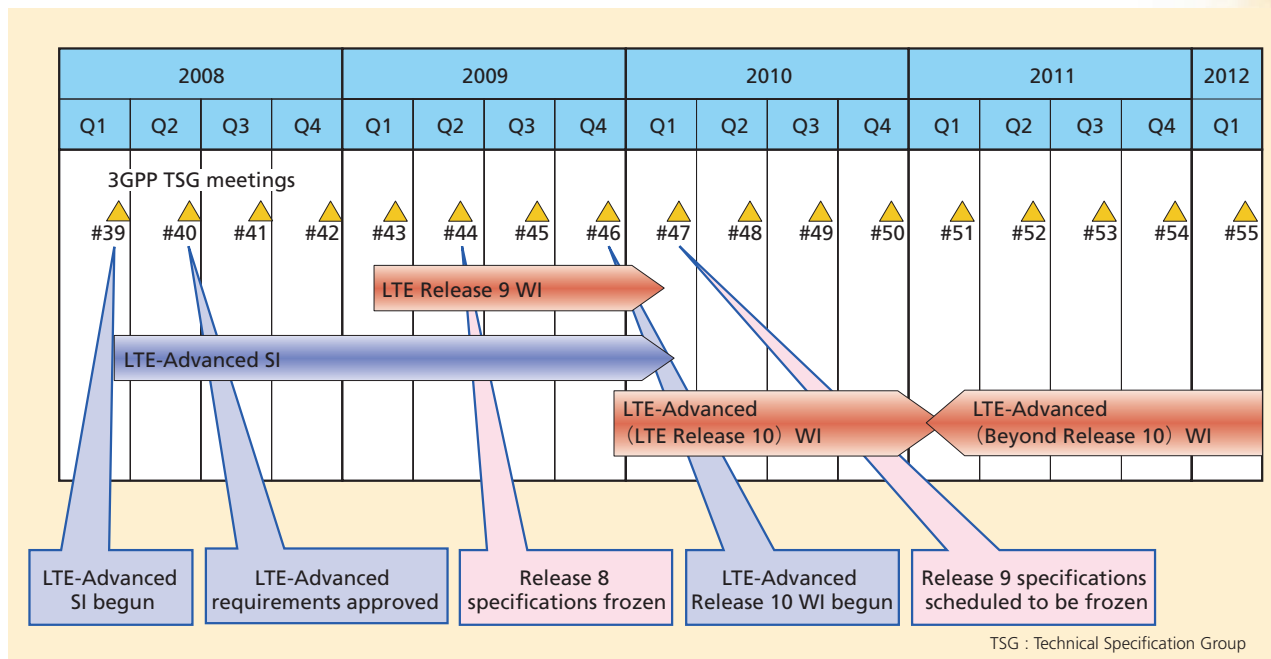 2008 2009 2010 2011 2012
Q1 Q2 Q3 Q4 Q1 Q2 Q3 Q4 Q1 Q2 Q3 Q4 Q1 Q2 Q3 Q4 Q1
3GPP TSG meetings
#39 #40 #41 #42 #43 #44 #45 #46 #47 #48 #49 #50 #51 #52 #53 #54 #55
LTE Release 9 WI
LTE-Advanced SI
LTE-Advanced
（LTE Release 10）WI
LTE-Advanced
（Beyond Release 10）WI
LTE-Advanced
SI begun
LTE-Advanced
requirements approved
Release 8
specifications frozen
LTE-Advanced
Release 10 WI begun
Release 9 specifications
scheduled to be frozen
TSG : Technical Specification Group